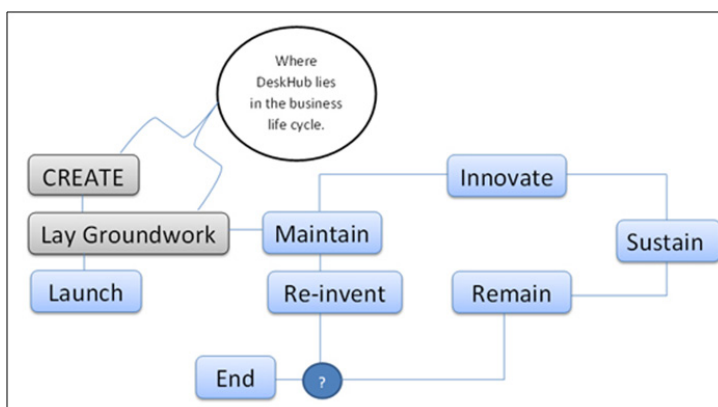 Where
DeskHub lies
in the business
life cycle.
CREATE
Innovate
Lay Groundwork
Maintain
Sustain
Launch
Re-invent
Remain
End
?